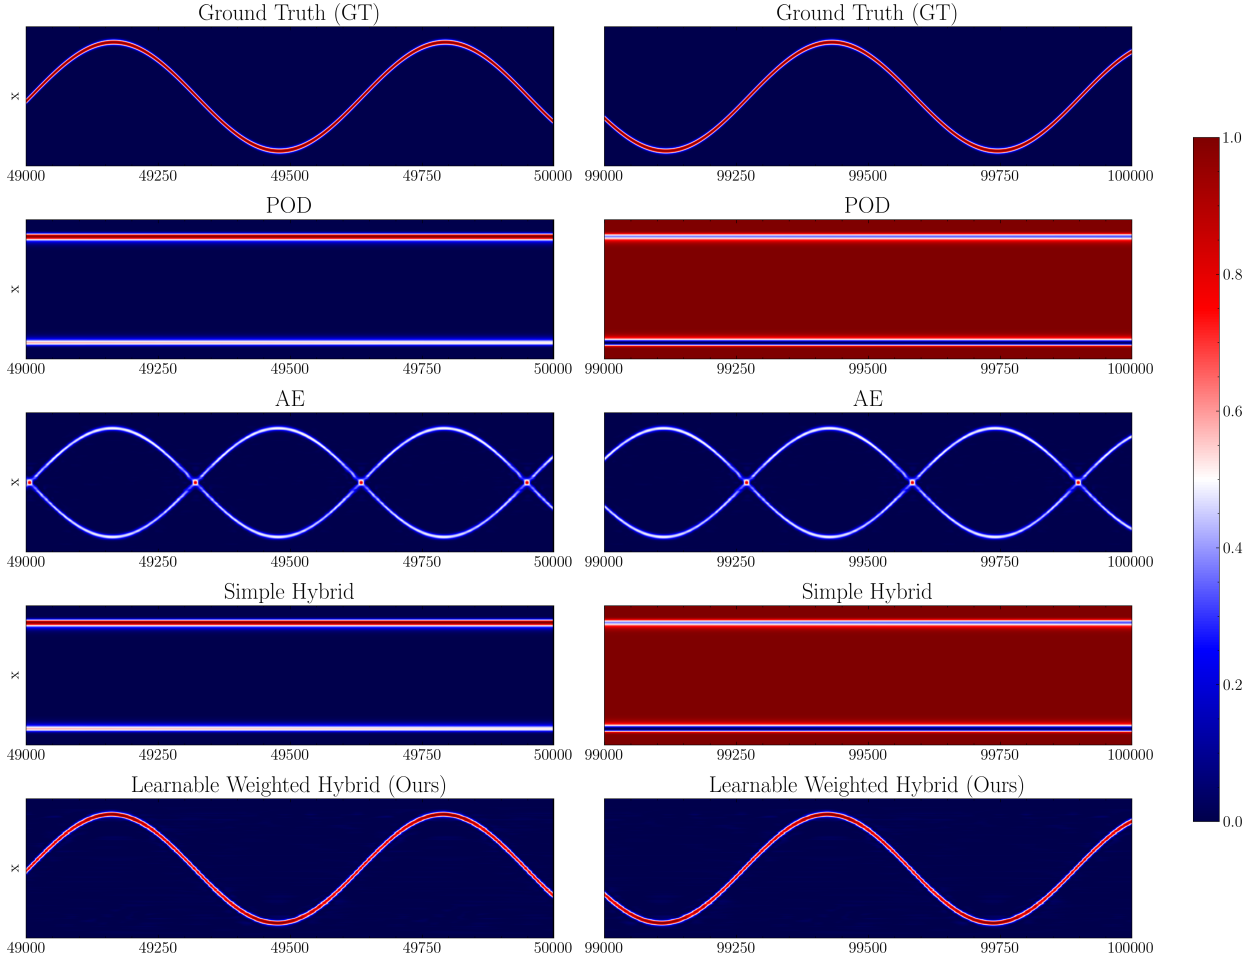 Ground Truth (GT) Ground Truth (GT)
x
49000 49250 49500 49750 50000 99000 99250 99500 99750 100000
POD POD
x
49000 49250 49500 49750 50000 99000 99250 99500 99750 100000
AE AE
x
49000 49250 49500 49750 50000 99000 99250 99500 99750 100000
Simple Hybrid Simple Hybrid
x
49000 49250 49500 49750 50000 99000 99250 99500 99750 100000
Learnable Weighted Hybrid (Ours) Learnable Weighted Hybrid (Ours)
x
49000 49250 49500 49750 50000 99000 99250 99500 99750 100000
1.0
0.8
0.6
0.4
0.2
0.0